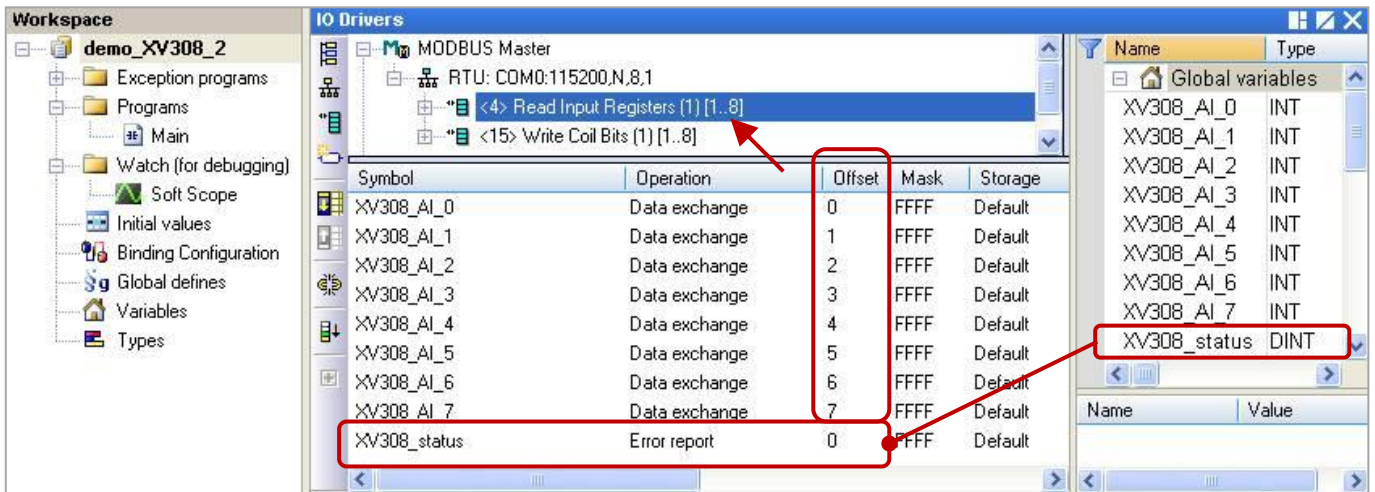 Workspace
demo_XV308_2
Exception programs
Programs
Main
Watch (for debugging)
Soft Scope
Initial values
Binding Configuration
Global defines
Variables
Types
IO Drivers
MODBUS Master
RTU: COM0:115200,N,8,1
<4> Read Input Registers (1) [1..8]
<15> Write Coil Bits (1) [1..8]
Symbol Operation Offset Mask Storage
XV308_AI_0 Data exchange 0 FFFF Default
XV308_AI_1 Data exchange 1 FFFF Default
XV308_AI_2 Data exchange 2 FFFF Default
XV308_AI_3 Data exchange 3 FFFF Default
XV308_AI_4 Data exchange 4 FFFF Default
XV308_AI_5 Data exchange 5 FFFF Default
XV308_AI_6 Data exchange 6 FFFF Default
XV308_AI_7 Data exchange 7 FFFF Default
XV308_status Error report 0 FFFF Default
Name Type
Global variables
XV308_AI_0 INT
XV308_AI_1 INT
XV308_AI_2 INT
XV308_AI_3 INT
XV308_AI_4 INT
XV308_AI_5 INT
XV308_AI_6 INT
XV308_AI_7 INT
XV308_status DINT
Name Value